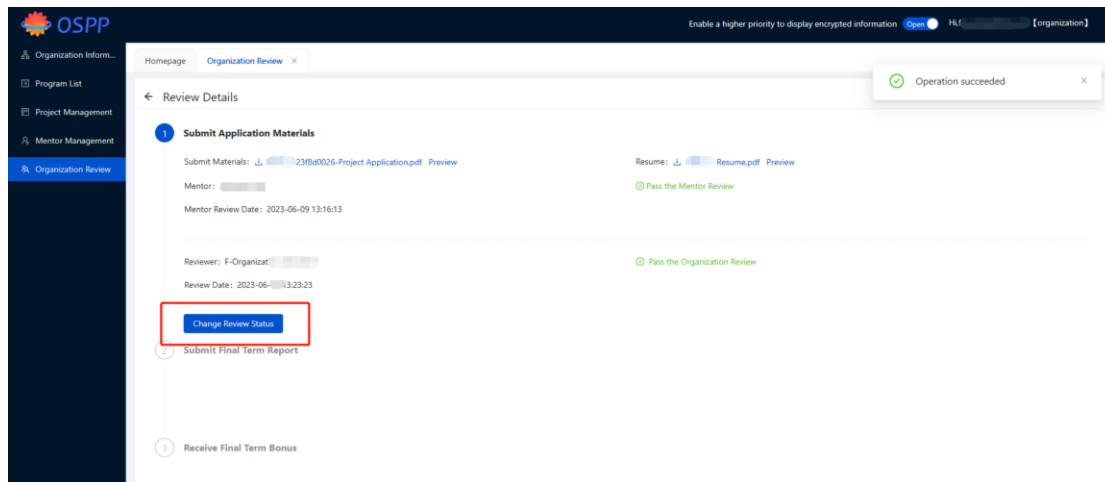 OSPP
Enable a higher priority to display encrypted information Open Hi, 【organization】
Organization Inform...
Program List
Project Management
Mentor Management
Organization Review
Homepage Organization Review ×
Operation succeeded ×
← Review Details
1 Submit Application Materials
Submit Materials: 23f8d0026-Project Application.pdf Preview
Resume: Resume.pdf Preview
Mentor:
Pass the Mentor Review
Mentor Review Date: 2023-06-09 13:16:13
Reviewer: F-Organizat
Pass the Organization Review
Review Date: 2023-06- 3:23:23
Change Review Status
2 Submit Final Term Report
3 Receive Final Term Bonus